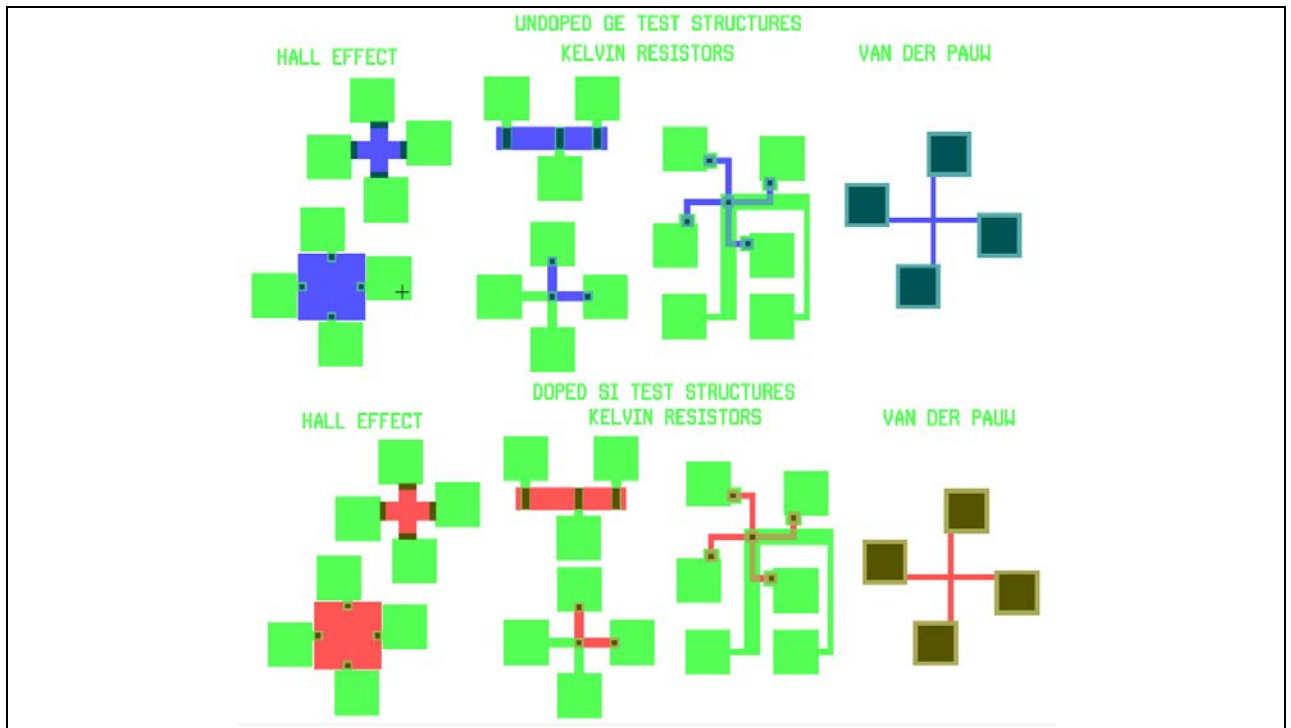 UNDOPED GE TEST STRUCTURES
HALL EFFECT
KELVIN RESISTORS
VAN DER PAUW
DOPED SI TEST STRUCTURES
HALL EFFECT
KELVIN RESISTORS
VAN DER PAUW